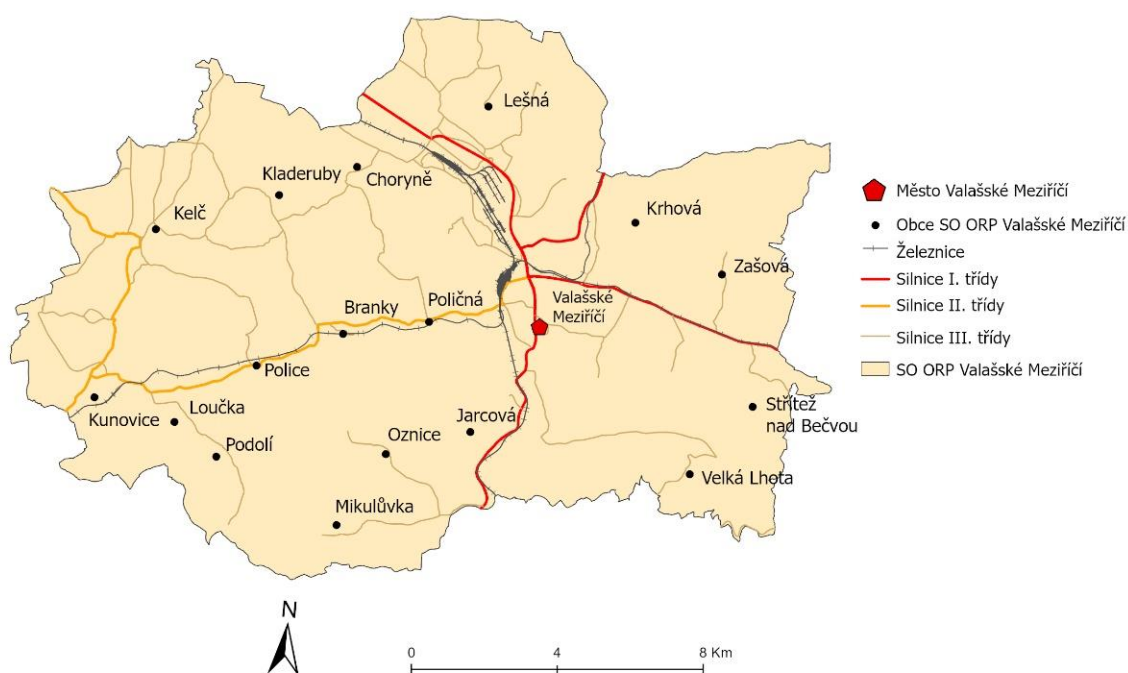 Lešná
Kladeruby
Choryně
Kelč
Krhová
Zašová
Valašské
Meziříčí
Branky
Poličná
Police
Kunovice
Loučka
Podolí
Jarcová
Oznice
Mikulůvka
Střítež
nad Bečvou
Velká Lhota
Město Valašské Meziříčí
Obce SO ORP Valašské Meziříčí
Železnice
Silnice I. třídy
Silnice II. třídy
Silnice III. třídy
SO ORP Valašské Meziříčí
N
0 4 8 Km